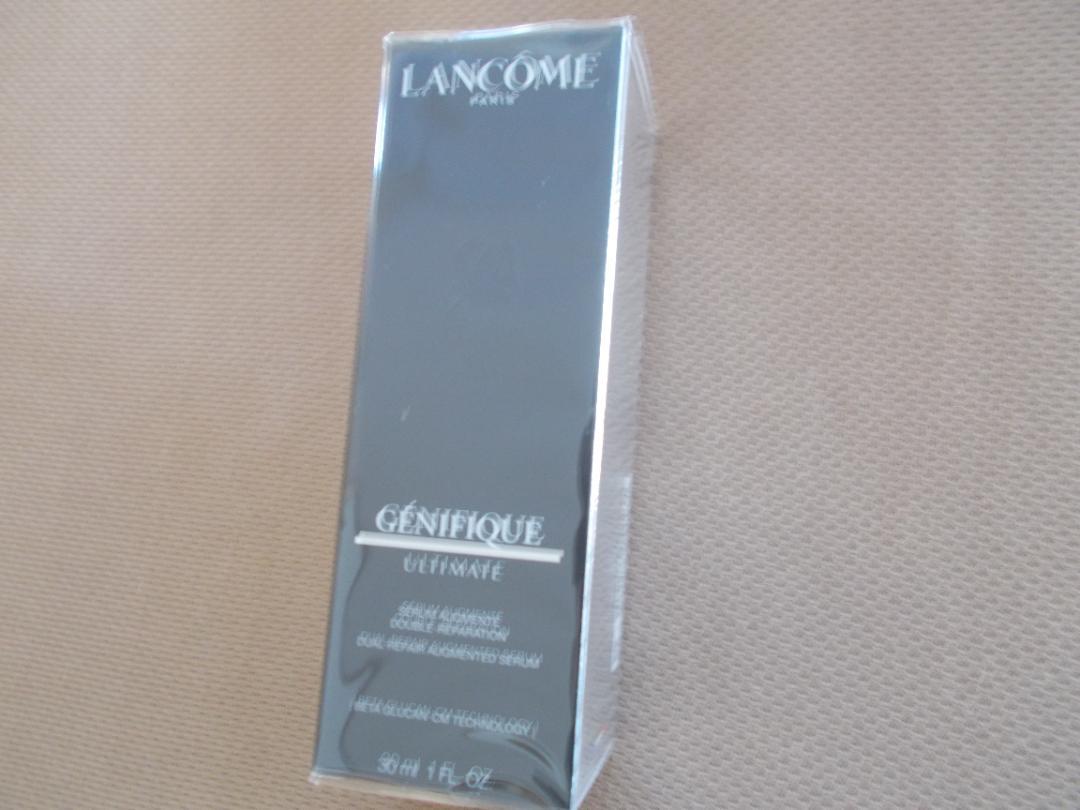 LANCÔME
PARIS
GÉNIFIQUE
ULTIMATE
SÉRUM AUGMENTÉ
DOUBLE RÉPARATION
DUAL REPAIR AUGMENTED SERUM
[ BETA GLUCAN-CM TECHNOLOGY ]
30 ml 1 FL. OZ.